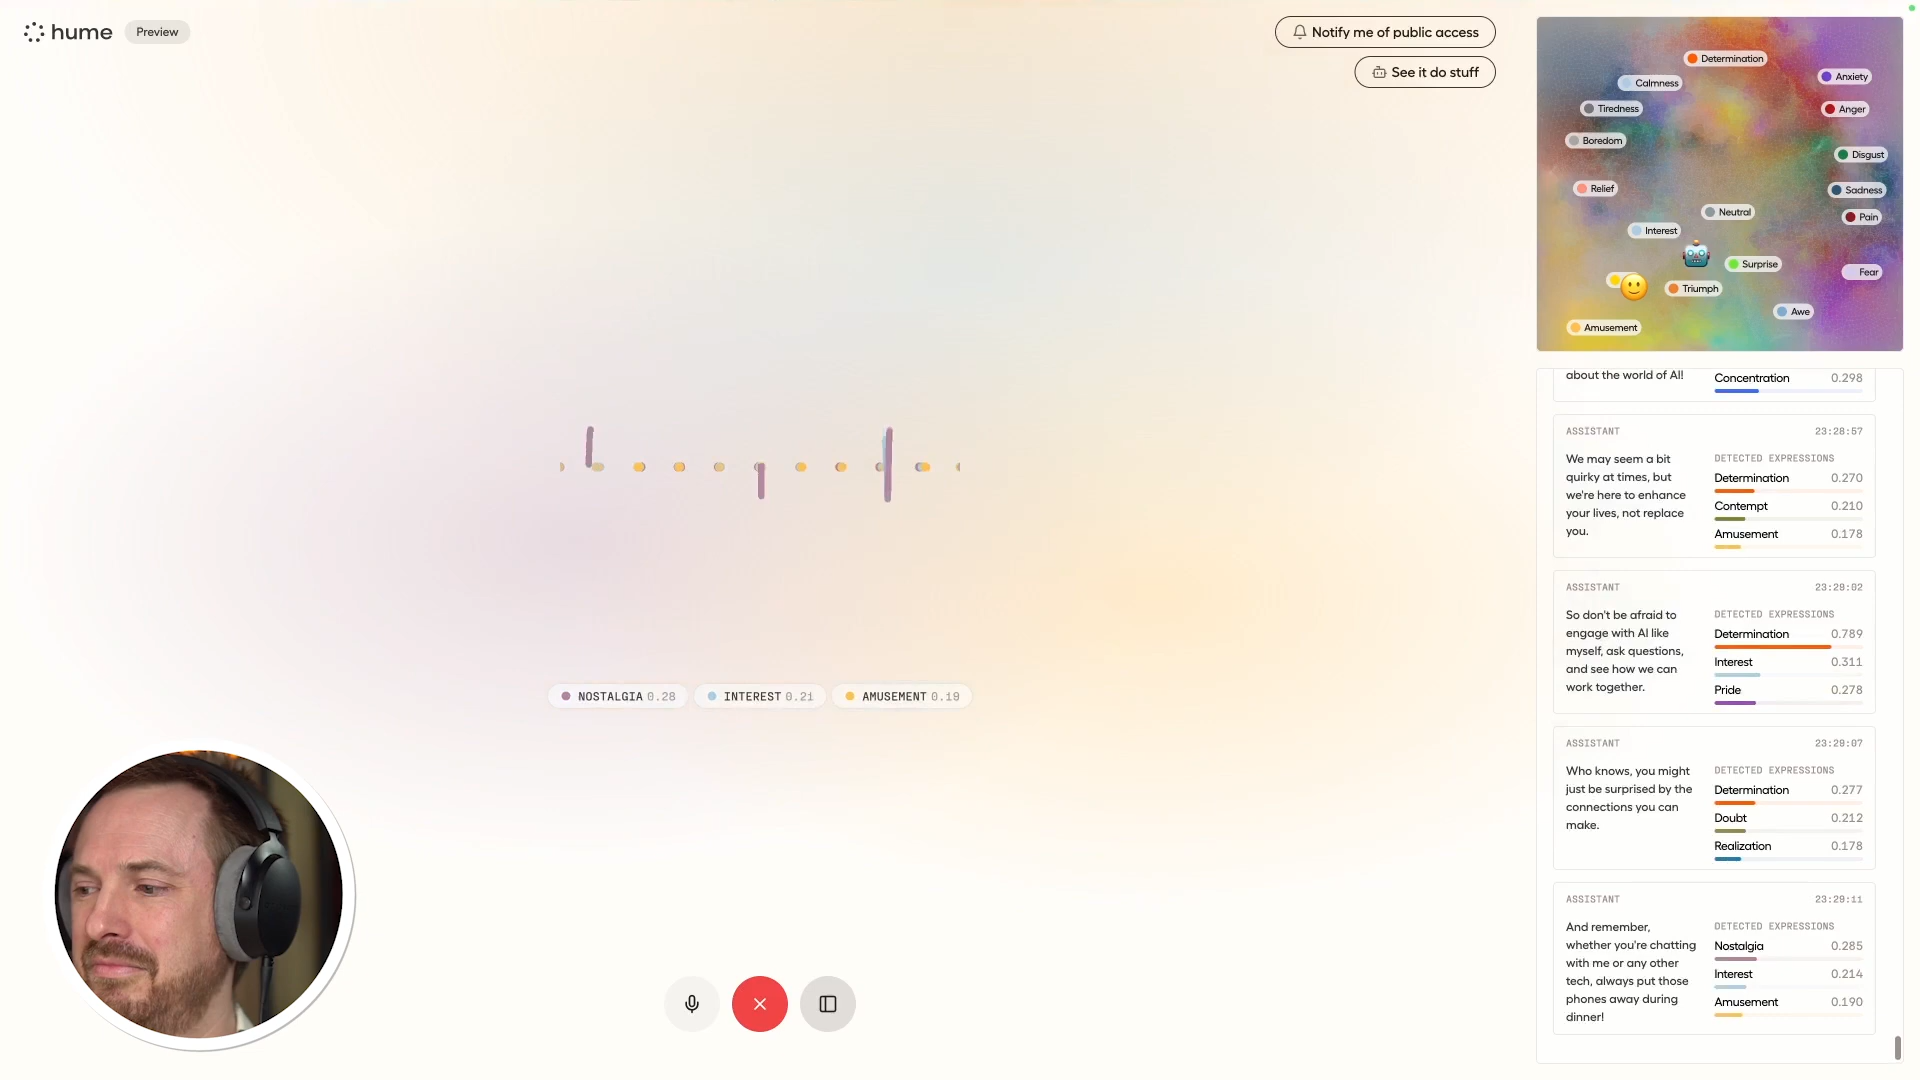 hume
Preview
Notify me of public access
See it do stuff
Determination
Anxiety
Calmness
Tiredness
Anger
Boredom
Disgust
Relief
Sadness
Neutral
Pain
Interest
Surprise
Fear
Triumph
Awe
Amusement
about the world of AI!
Concentration 0.298
ASSISTANT 23:28:57
We may seem a bit
quirky at times, but
we're here to enhance
your lives, not replace
you.
DETECTED EXPRESSIONS
Determination 0.270
Contempt 0.210
Amusement 0.178
ASSISTANT 23:29:02
So don't be afraid to
engage with AI like
myself, ask questions,
and see how we can
work together.
DETECTED EXPRESSIONS
Determination 0.789
Interest 0.311
Pride 0.278
ASSISTANT 23:29:07
Who knows, you might
just be surprised by the
connections you can
make.
DETECTED EXPRESSIONS
Determination 0.277
Doubt 0.212
Realization 0.178
ASSISTANT 23:29:11
And remember,
whether you're chatting
with me or any other
tech, always put those
phones away during
dinner!
DETECTED EXPRESSIONS
Nostalgia 0.285
Interest 0.214
Amusement 0.190
NOSTALGIA 0.28
INTEREST 0.21
AMUSEMENT 0.19